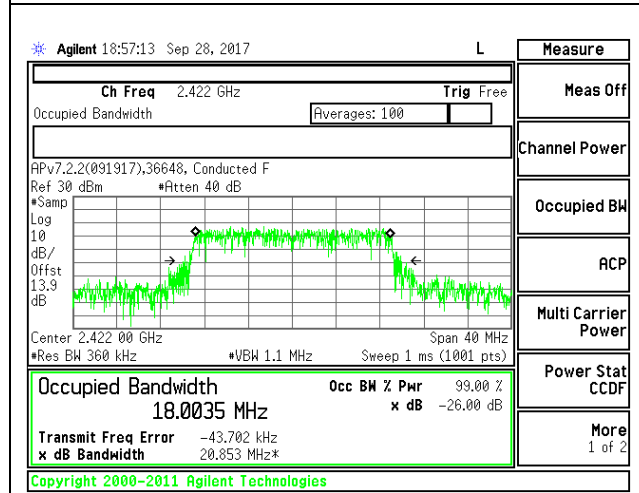 Agilent 18:57:13 Sep 28, 2017 L
Measure
Ch Freq 2.422 GHz Trig Free
Meas Off
Occupied Bandwidth Averages: 100
Channel Power
APv7.2.2(091917),36648, Conducted F
Ref 30 dBm #Atten 40 dB
#Samp
Log
10
dB/
Offst
13.9
dB
Occupied BW
ACP
Center 2.422 00 GHz Span 40 MHz
#Res BW 360 kHz #VBW 1.1 MHz Sweep 1 ms (1001 pts)
Multi Carrier
Power
Occupied Bandwidth Occ BW % Pwr 99.00 %
18.0035 MHz x dB -26.00 dB
Power Stat
CCDF
Transmit Freq Error -43.702 kHz
x dB Bandwidth 20.853 MHz*
More
1 of 2
Copyright 2000-2011 Agilent Technologies